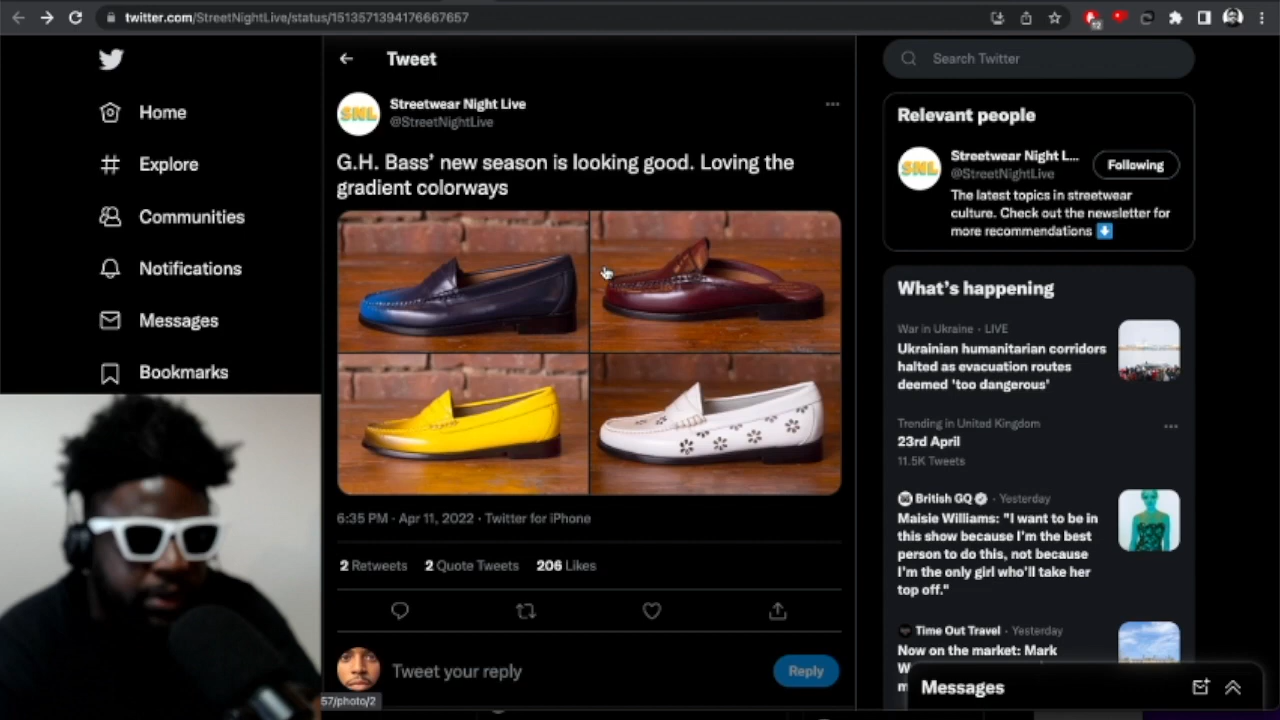 twitter.com/StreetNightLive/status/1513571394176667657
12
Home
Explore
Communities
Notifications
Messages
Bookmarks
Tweet
SNL
Streetwear Night Live
@StreetNightLive
G.H. Bass’ new season is looking good. Loving the
gradient colorways
6:35 PM · Apr 11, 2022 · Twitter for iPhone
2 Retweets 2 Quote Tweets 206 Likes
Tweet your reply
Reply
57/photo/2
Search Twitter
Relevant people
SNL
Streetwear Night L...
@StreetNightLive
Following
The latest topics in streetwear
culture. Check out the newsletter for
more recommendations
What’s happening
War in Ukraine · LIVE
Ukrainian humanitarian corridors
halted as evacuation routes
deemed 'too dangerous'
Trending in United Kingdom
23rd April
11.5K Tweets
British GQ · Yesterday
Maisie Williams: "I want to be in
this show because I’m the best
person to do this, not because
I’m the only girl who’ll take her
top off."
Time Out Travel · Yesterday
Now on the market: Mark
Messages